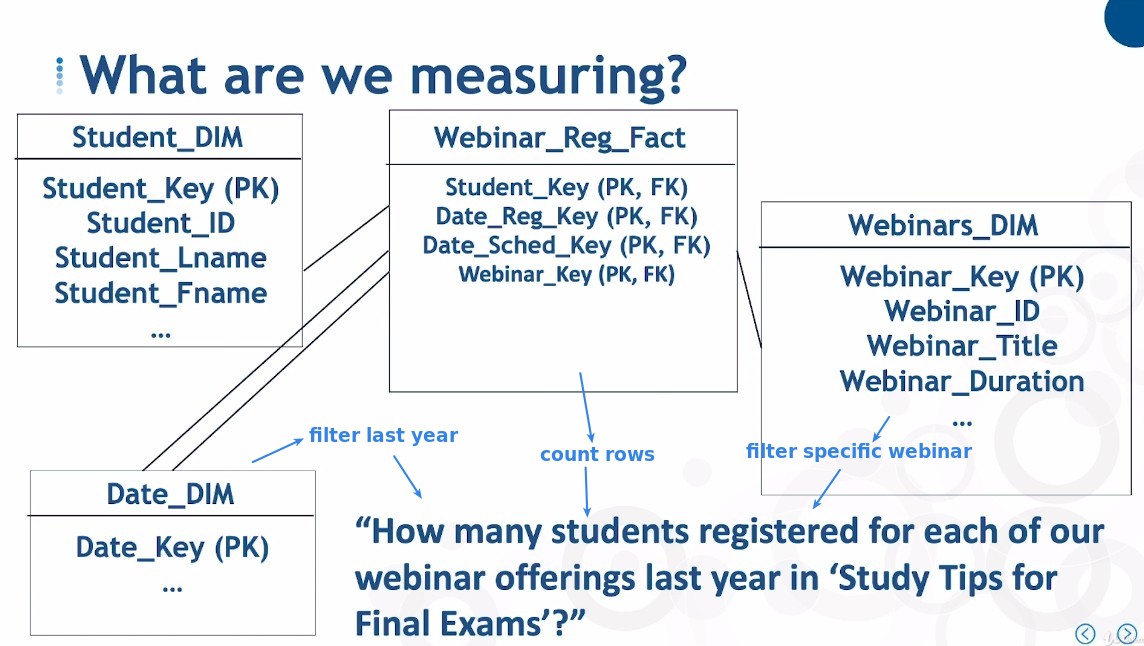 What are we measuring?
Student_DIM
Student_Key (PK)
Student_ID
Student_Lname
Student_Fname
...
Webinar_Reg_Fact
Student_Key (PK, FK)
Date_Reg_Key (PK, FK)
Date_Sched_Key (PK, FK)
Webinar_Key (PK, FK)
Webinars_DIM
Webinar_Key (PK)
Webinar_ID
Webinar_Title
Webinar_Duration
...
filter last year
count rows
filter specific webinar
Date_DIM
Date_Key (PK)
...
“How many students registered for each of our
webinar offerings last year in ‘Study Tips for
Final Exams’?”